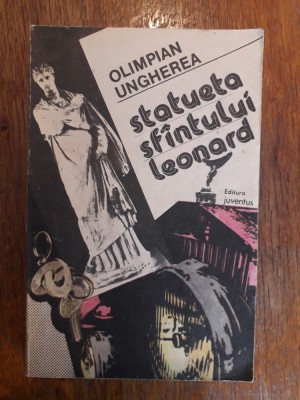 OLIMPIAN
UNGHEREA
statueta
sfîntului
leonard
Editura
juventus